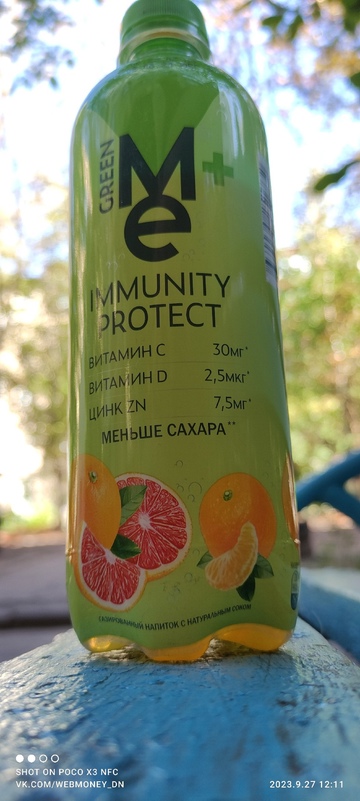 GREEN
Me+
IMMUNITY
PROTECT
ВИТАМИН C 30мг*
ВИТАМИН D 2,5мкг*
ЦИНК ZN 7,5мг*
МЕНЬШЕ САХАРА**
ГАЗИРОВАННЫЙ НАПИТОК С НАТУРАЛЬНЫМ СОКОМ
SHOT ON POCO X3 NFC
VK.COM/WEBMONEY_DN
2023.9.27 12:11